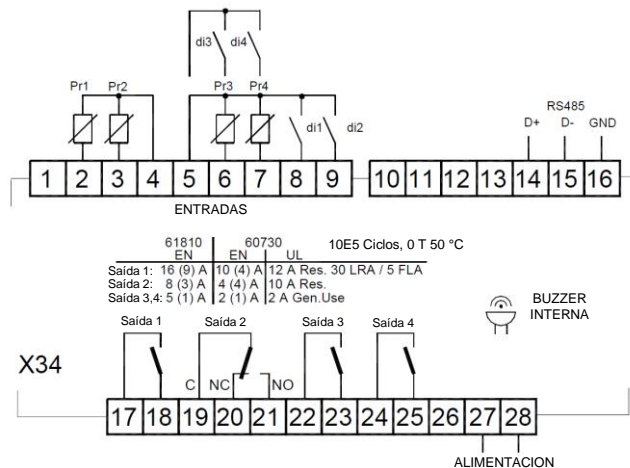 di3 di4
Pr1 Pr2 Pr3 Pr4
di1 di2
RS485
D+ D- GND
1 2 3 4 5 6 7 8 9 10 11 12 13 14 15 16
ENTRADAS
61810 60730 10E5 Ciclos, 0 T 50 °C
EN EN UL
Saída 1: 16 (9) A 10 (4) A 12 A Res. 30 LRA / 5 FLA
Saída 2: 8 (3) A 4 (4) A 10 A Res.
Saída 3,4: 5 (1) A 2 (1) A 2 A Gen.Use
BUZZER
INTERNA
Saída 1 Saída 2 Saída 3 Saída 4
X34
C NC NO
17 18 19 20 21 22 23 24 25 26 27 28
ALIMENTACION